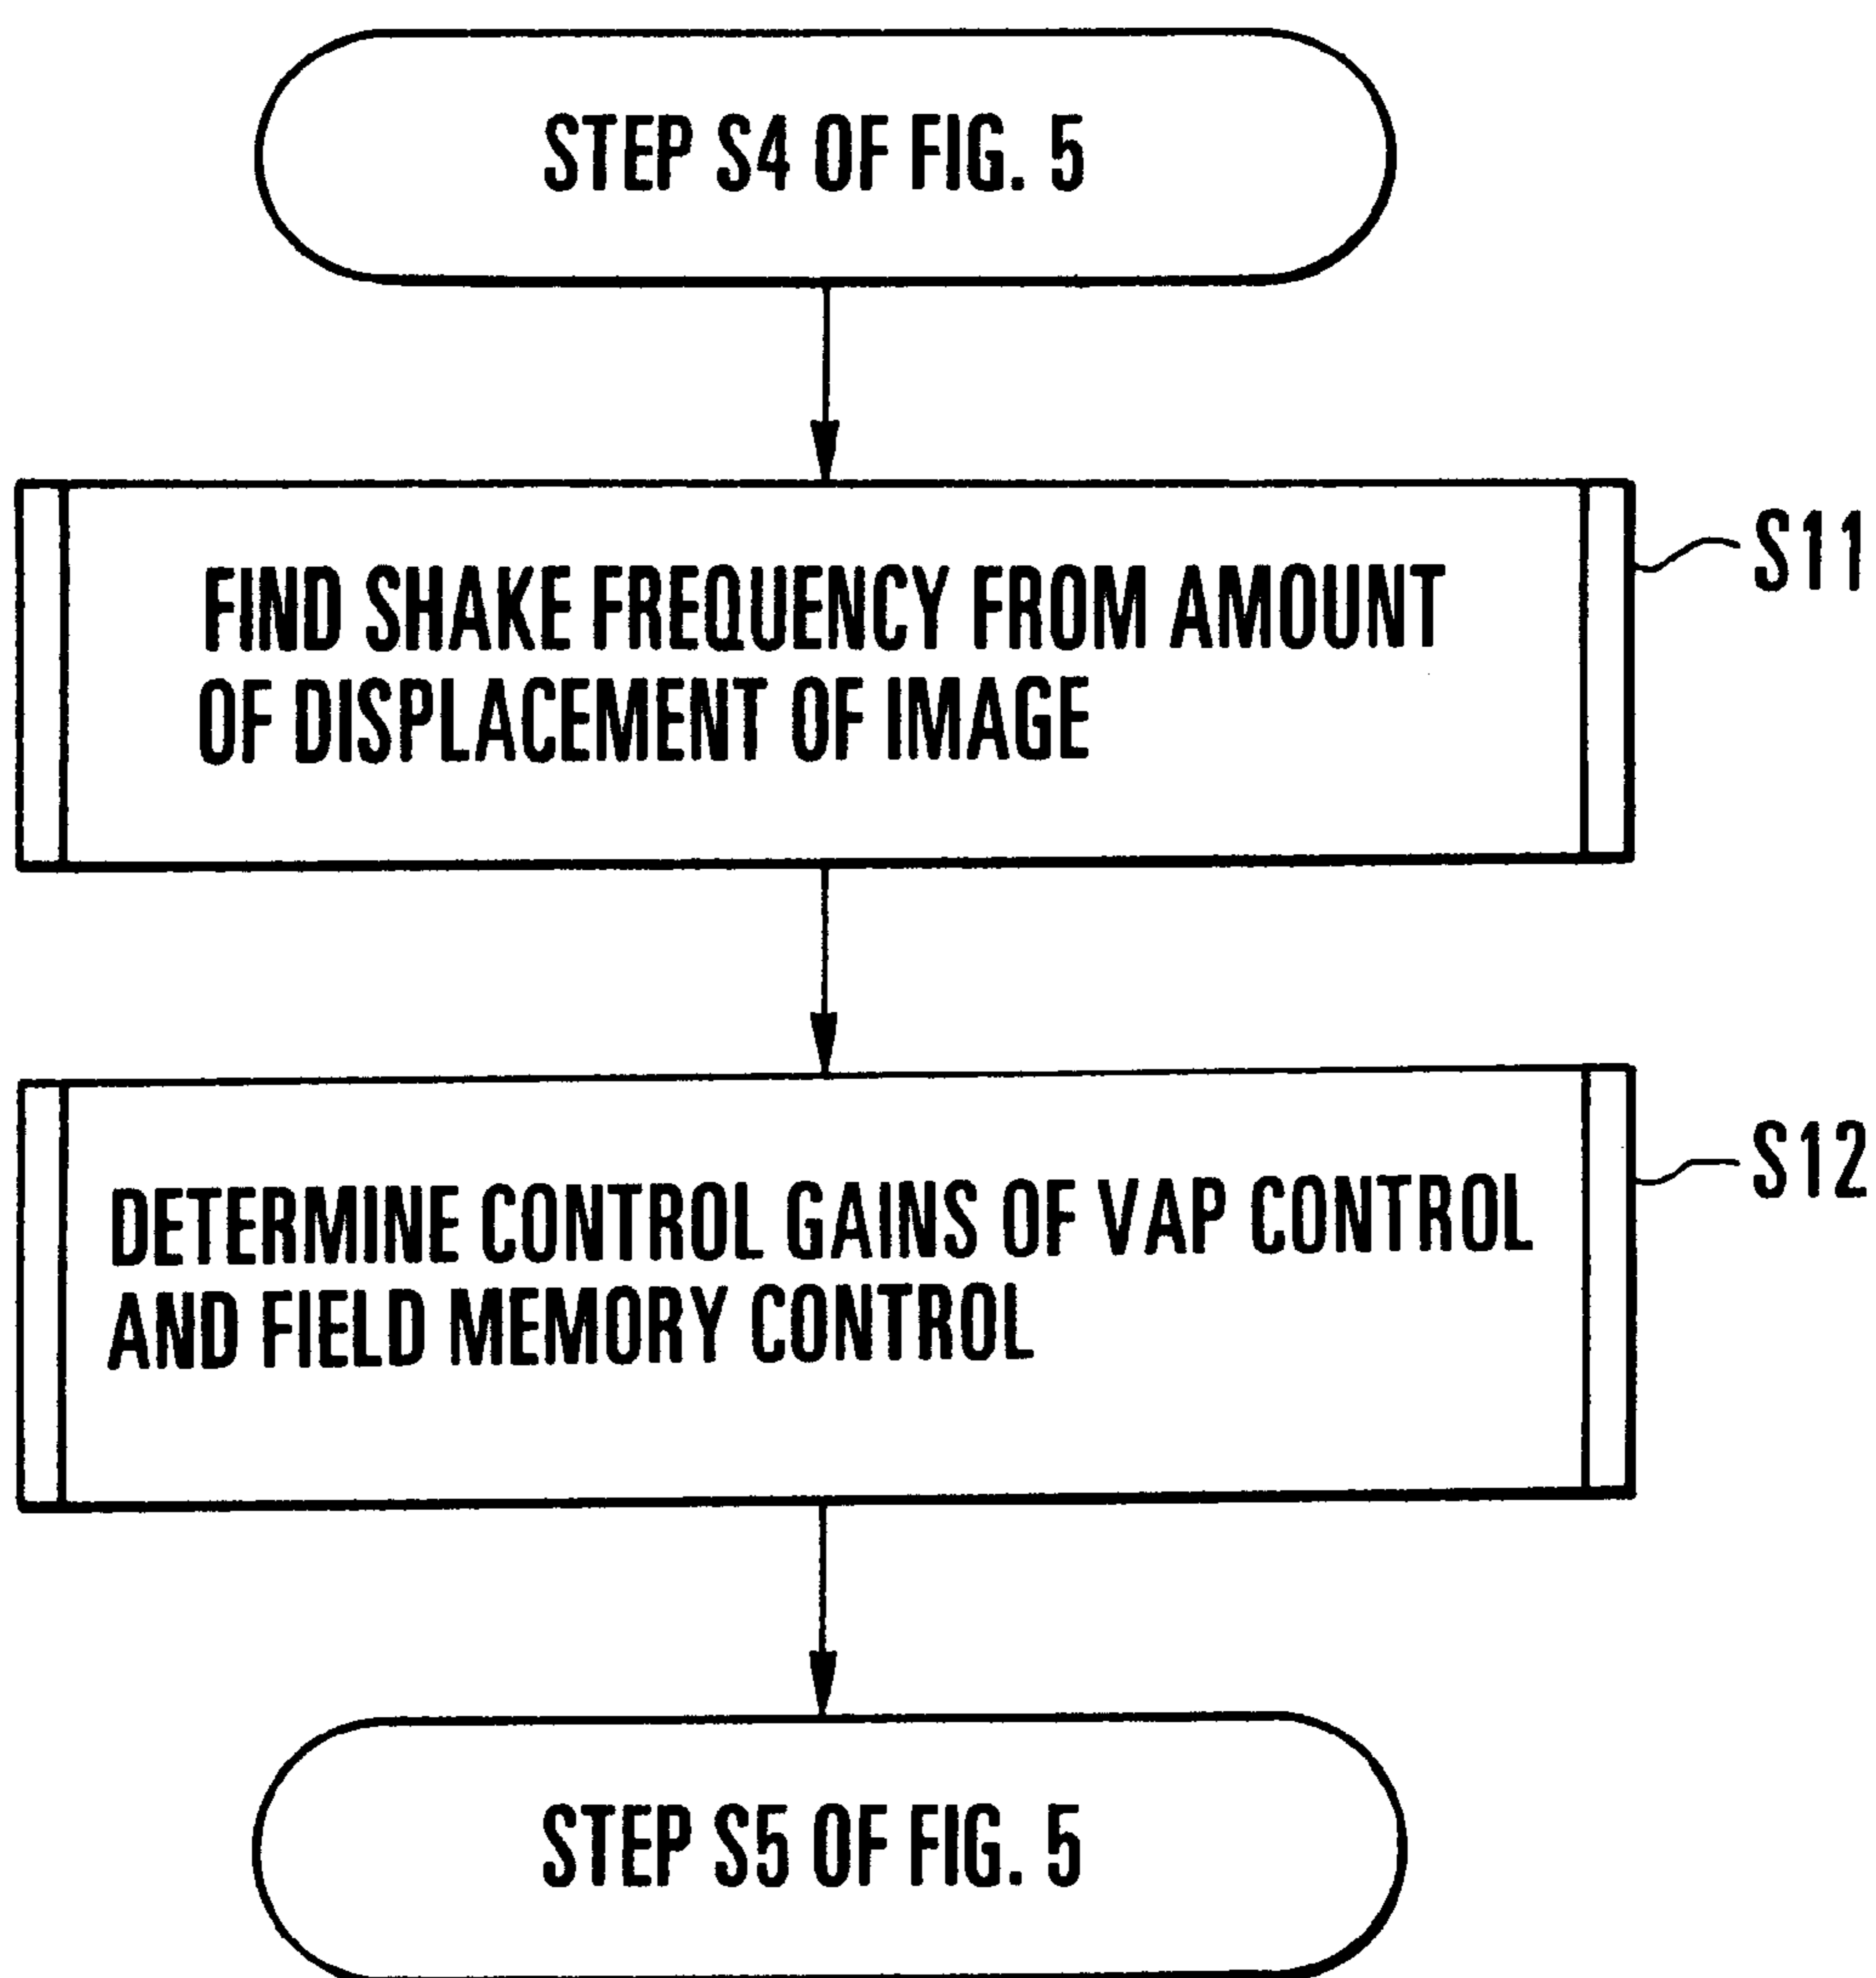 STEP S4 OF FIG. 5
FIND SHAKE FREQUENCY FROM AMOUNT
OF DISPLACEMENT OF IMAGE
S11
DETERMINE CONTROL GAINS OF VAP CONTROL
AND FIELD MEMORY CONTROL
S12
STEP S5 OF FIG. 5